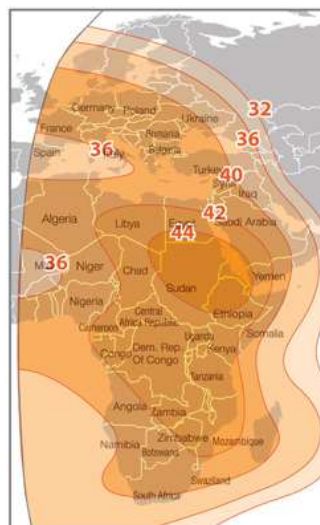 Germany
Poland
Ukraine
32
France
Romania
36
Bulgaria
Spain
36
Italy
Turkey
40
Syria
Iraq
42
Algeria
Libya
Egypt
44
Saudi Arabia
Mali
36
Niger
Chad
Sudan
Yemen
Nigeria
Ethiopia
Central
Africa Republic
Cameroon
Somalia
Uganda
Congo
Dem. Rep.
Of Congo
Kenya
Tanzania
Angola
Zambia
Namibia
Zimbabwe
Mozambique
Botswana
Swaziland
South Africa